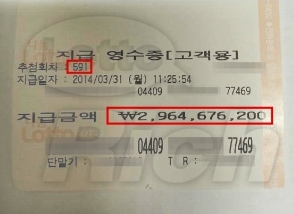 지급 영수증[고객용]
추첨회차 : 591
지급일자 : 2014/03/31 (월) 11:25:54
04409 77469
지급금액 ₩2,964,676,200
Lotto
04409 77469
단말기 : T R :
Rich